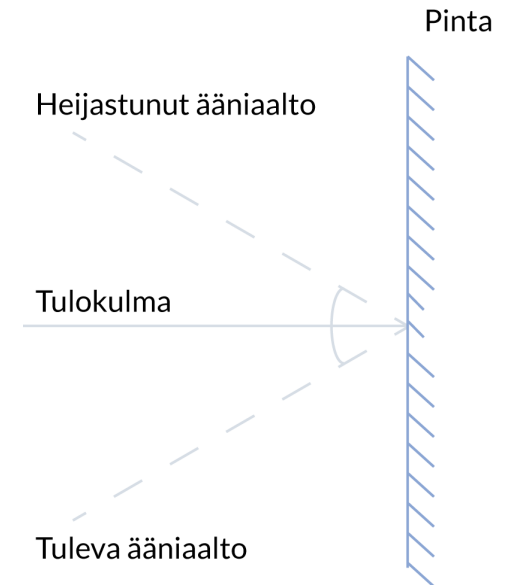 Pinta
Heijastunut ääniaalto
Tulokulma
Tuleva ääniaalto